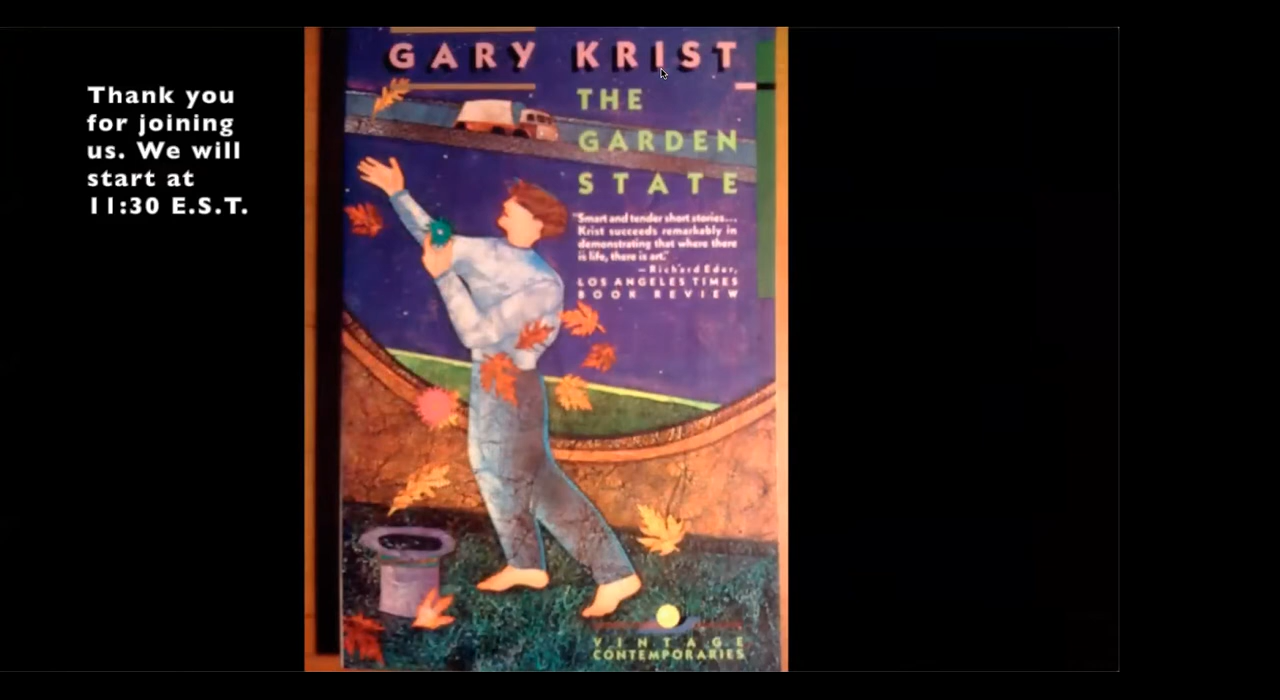 Thank you
for joining
us. We will
start at
11:30 E.S.T.
GARY KRIST
THE
GARDEN
STATE
"Smart and tender short stories...
Krist succeeds remarkably in
demonstrating that where there
is life, there is art."
—Richard Eder,
LOS ANGELES TIMES
BOOK REVIEW
VINTAGE
CONTEMPORARIES